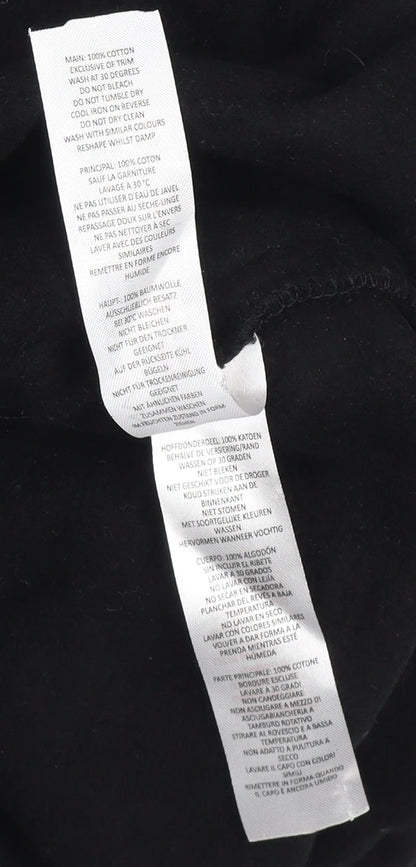 MAIN: 100% COTTON
EXCLUSIVE OF TRIM
WASH AT 30 DEGREES
DO NOT BLEACH
DO NOT TUMBLE DRY
COOL IRON ON REVERSE
DO NOT DRY CLEAN
WASH WITH SIMILAR COLOURS
RESHAPE WHILST DAMP
PRINCIPAL: 100% COTON
SAUF LA GARNITURE
LAVAGE A 30 °C
NE PAS UTILISER D'EAU DE JAVEL
NE PAS PASSER AU SÈCHE-LINGE
REPASSAGE DOUX SUR L'ENVERS
NE PAS NETTOYER À SEC
LAVER AVEC DES COULEURS
SIMILAIRES
REMETTRE EN FORME ENCORE
HUMIDE
HAUPT-: 100% BAUMWOLLE
AUSSCHLIEßLICH BESATZ
BEI 30°C WASCHEN
NICHT BLEICHEN
NICHT FÜR DEN TROCKNER
GEEIGNET
AUF DER RÜCKSEITE KÜHL
BÜGELN
NICHT FÜR TROCKENREINIGUNG
GEEIGNET
MIT ÄHNLICHEN FARBEN
ZUSAMMEN WASCHEN
IM FEUCHTEN ZUSTAND IN FORM
ZIEHEN
HOFFDONDERDEEL: 100% KATOEN
BEHALVE DE VERSIERING/RAND
WASSEN OP 30 GRADEN
NIET BLEKEN
NIET GESCHIKT VOOR DE DROGER
KOUD STRIJKEN AAN DE
BINNENKANT
NIET STOMEN
MET SOORTGELIJKE KLEUREN
WASSEN
HERVORMEN WANNEER VOCHTIG
CUERPO: 100% ALGODÓN
SIN INCLUIR EL RIBETE
LAVAR A 30 GRADOS
NO LAVAR CON LEJÍA
NO SECAR EN SECADORA
PLANCHAR DEL REVÉS A BAJA
TEMPERATURA
NO LAVAR EN SECO
LAVAR CON COLORES SIMILARES
VOLVER A DAR FORMA A LA
PRENDA MIENTRAS ESTÉ
HÚMEDA
PARTE PRINCIPALE: 100% COTONE
BORDURE ESCLUSE
LAVARE A 30 GRADI
NON CANDEGGIARE
NON ASCIUGARE A MEZZO DI
ASCIUGABIANCHERIA A
TAMBURO ROTATIVO
STIRARE AL ROVESCIO E A BASSA
TEMPERATURA
NON ADATTO A PULITURA A
SECCO
LAVARE IL CAPO CON COLORI
SIMILI
RIMETTERE IN FORMA QUANDO
IL CAPO È ANCORA UMIDO